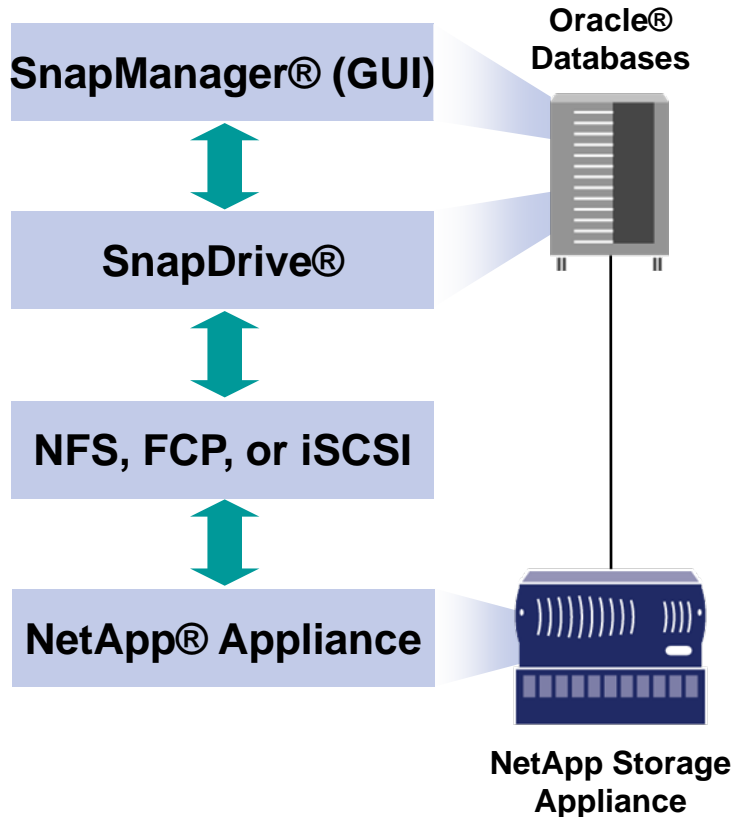 Oracle®
Databases
SnapManager® (GUI)
SnapDrive®
NFS, FCP, or iSCSI
NetApp® Appliance
NetApp Storage
Appliance